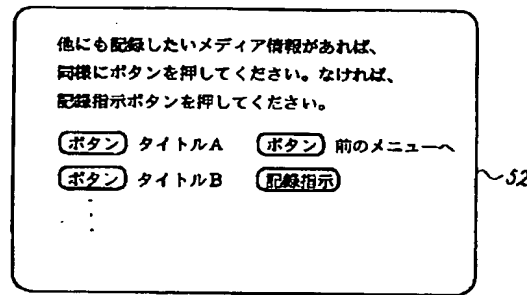 他にも記録したいメディア情報があれば、
同様にボタンを押してください。なければ、
記録指示ボタンを押してください。
ボタン タイトルA ボタン 前のメニューへ
ボタン タイトルB 記録指示
52